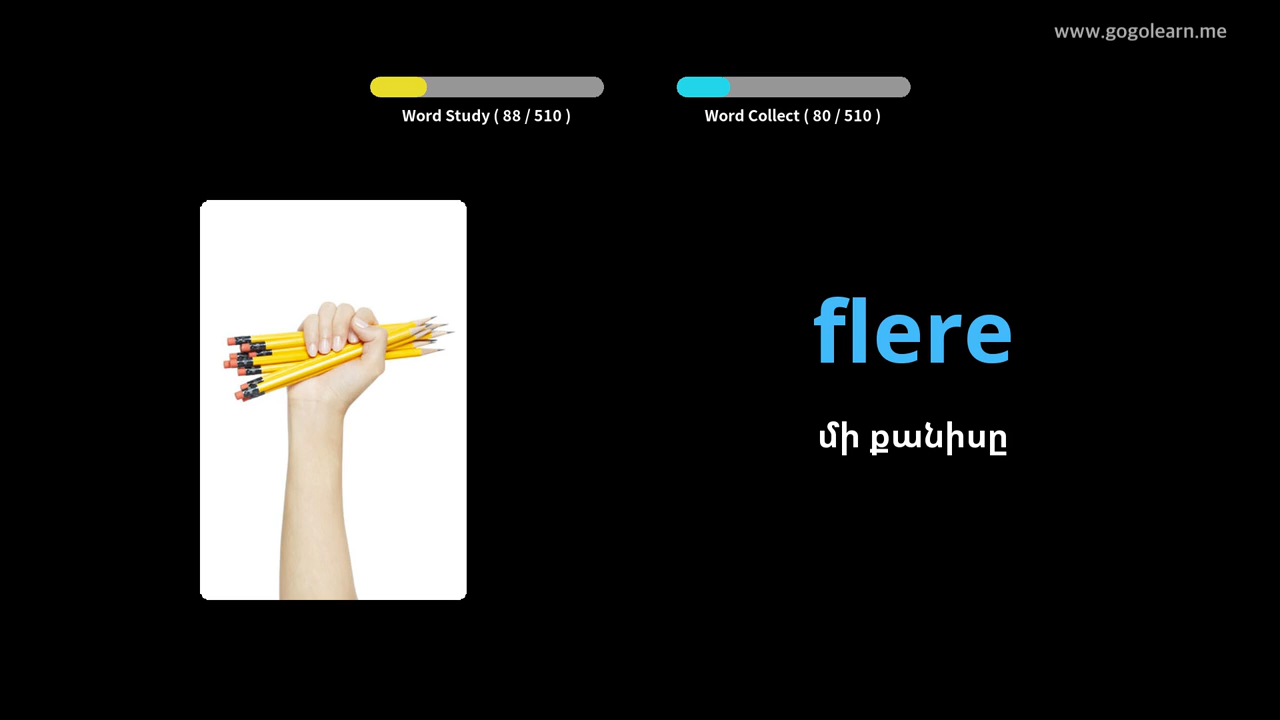 www.gogolearn.me
Word Study ( 88 / 510 )
Word Collect ( 80 / 510 )
flere
մի քանիսը